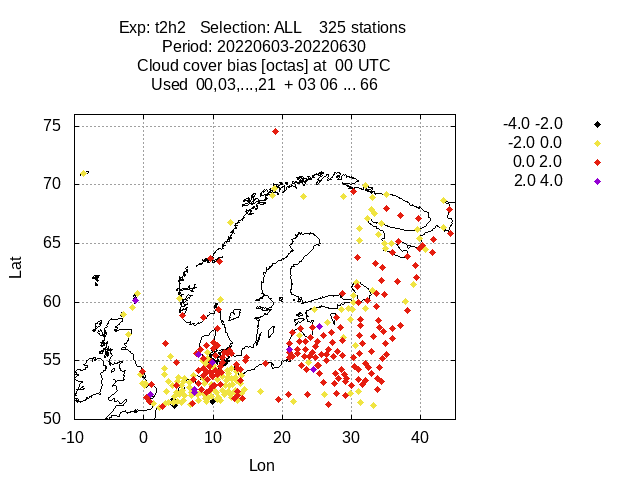 Exp: t2h2   Selection: ALL    325 stations
Period: 20220603-20220630
Cloud cover bias [octas] at  00 UTC
Used  00,03,...,21  + 03 06 ... 66
-4.0 -2.0
-2.0 0.0
0.0 2.0
2.0 4.0
75
70
65
60
55
50
Lat
-10 0 10 20 30 40
Lon